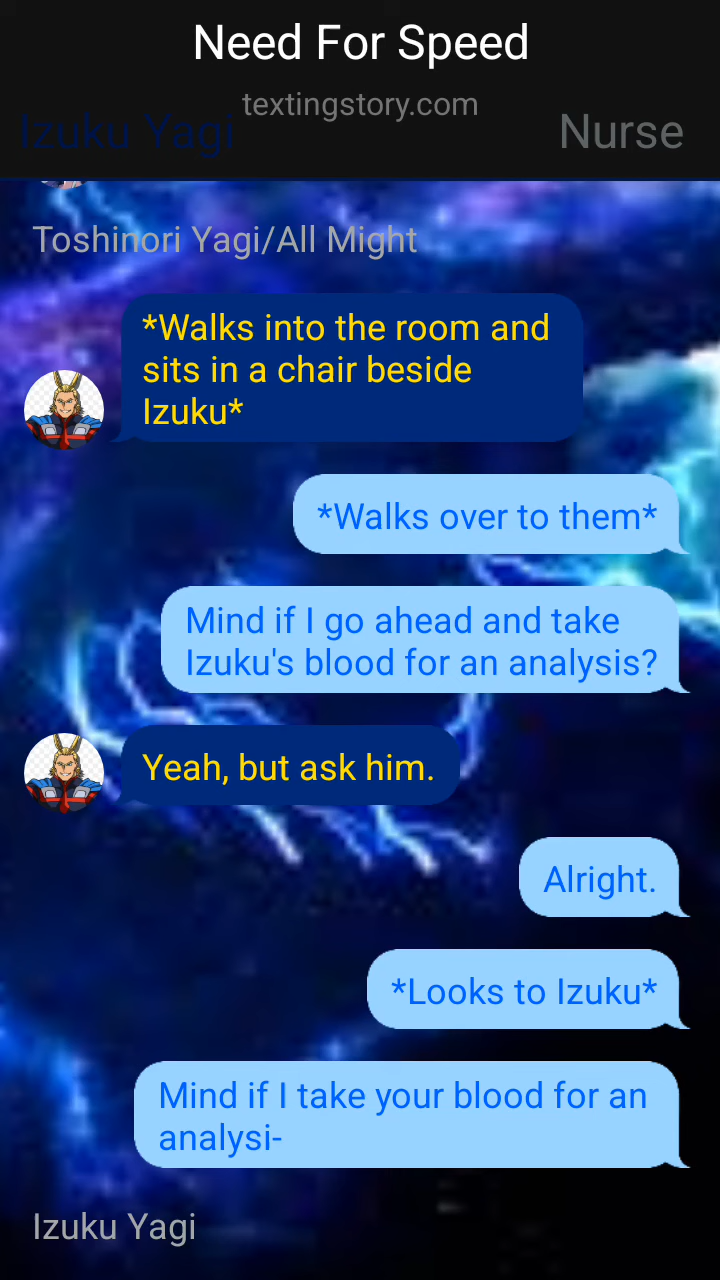 Need For Speed
textingstory.com
Izuku Yagi
Nurse
Toshinori Yagi/All Might
*Walks into the room and
sits in a chair beside
Izuku*
*Walks over to them*
Mind if I go ahead and take
Izuku's blood for an analysis?
Yeah, but ask him.
Alright.
*Looks to Izuku*
Mind if I take your blood for an
analysi-
Izuku Yagi